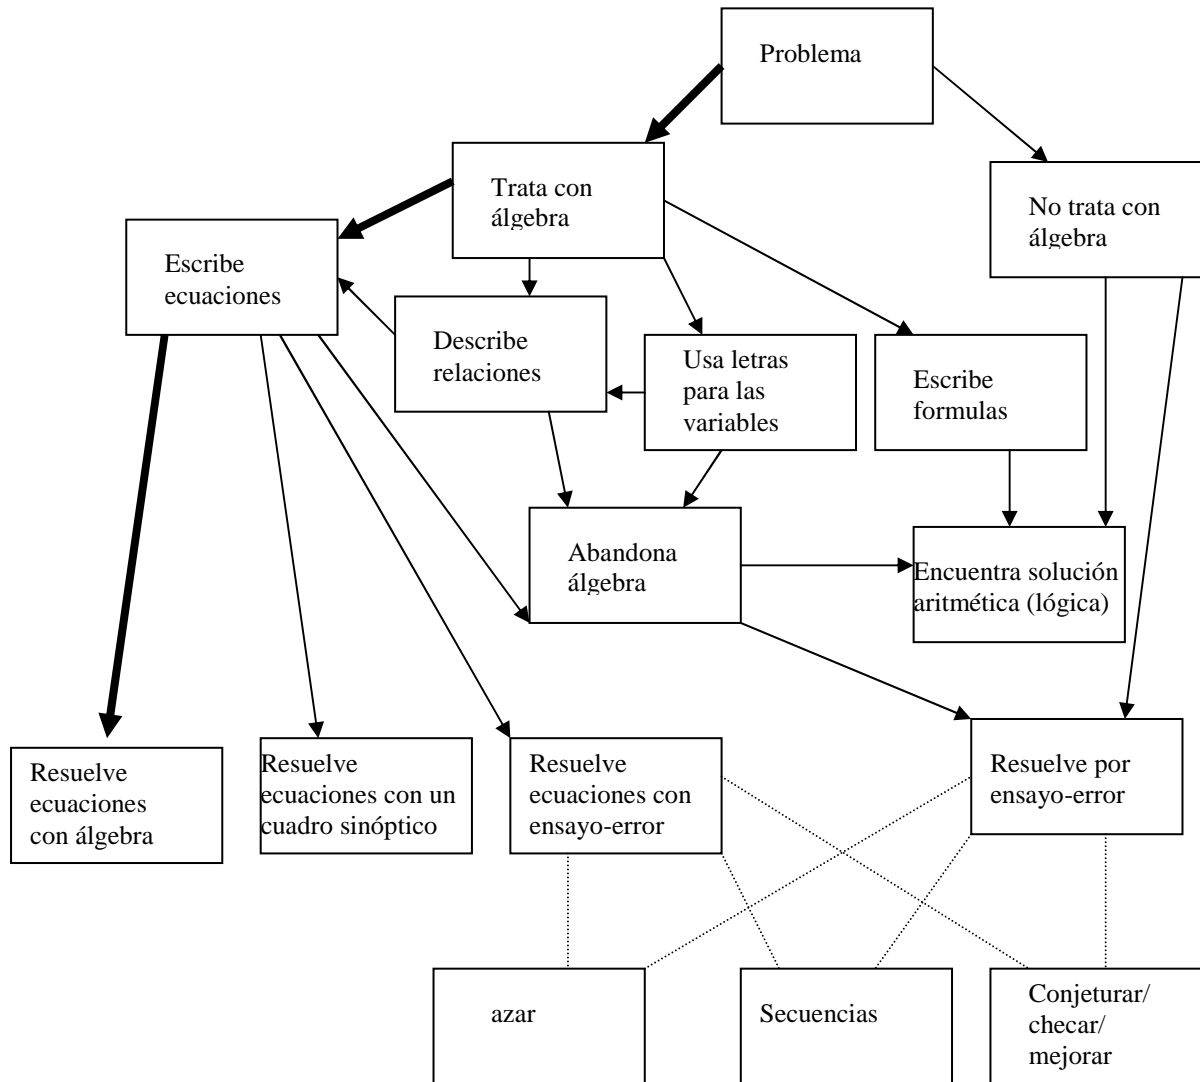 Problema
Trata con
álgebra
No trata con
álgebra
Escribe
ecuaciones
Describe
relaciones
Usa letras
para las
variables
Escribe
formulas
Abandona
álgebra
Encuentra solución
aritmética (lógica)
Resuelve
ecuaciones
con álgebra
Resuelve
ecuaciones con un
cuadro sinóptico
Resuelve
ecuaciones con
ensayo-error
Resuelve por
ensayo-error
azar
Secuencias
Conjeturar/
checar/
mejorar